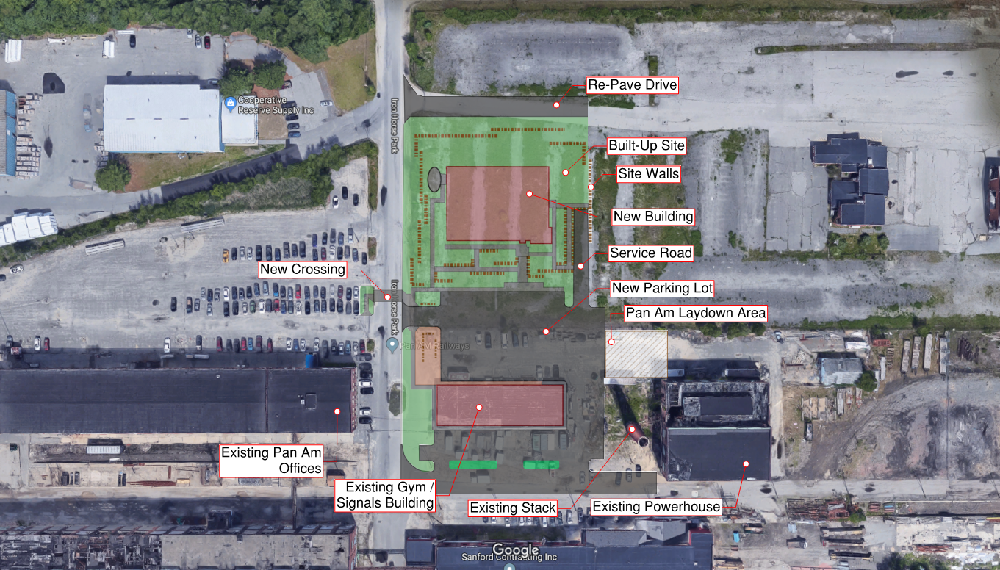 Re-Pave Drive
Cooperative
Reserve Supply Inc
Iron Horse Park
Built-Up Site
Site Walls
New Building
Service Road
New Crossing
New Parking Lot
Iron Horse Park
Pan Am Laydown Area
Pan AM Railways
Existing Pan Am
Offices
Existing Gym /
Signals Building
Existing Stack
Existing Powerhouse
Google
Sanford Contracting Inc